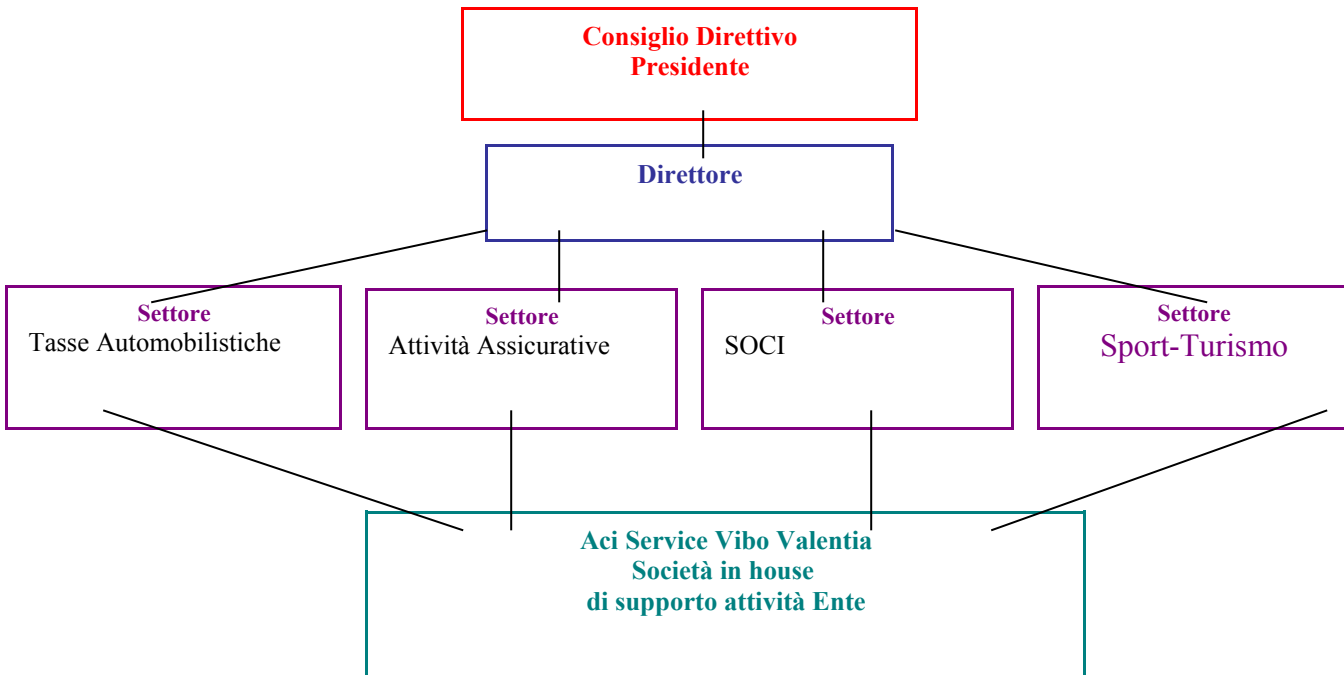 Consiglio Direttivo
Presidente
Direttore
Settore
Tasse Automobilistiche
Settore
Attività Assicurative
Settore
SOCI
Settore
Sport-Turismo
Aci Service Vibo Valentia
Società in house
di supporto attività Ente